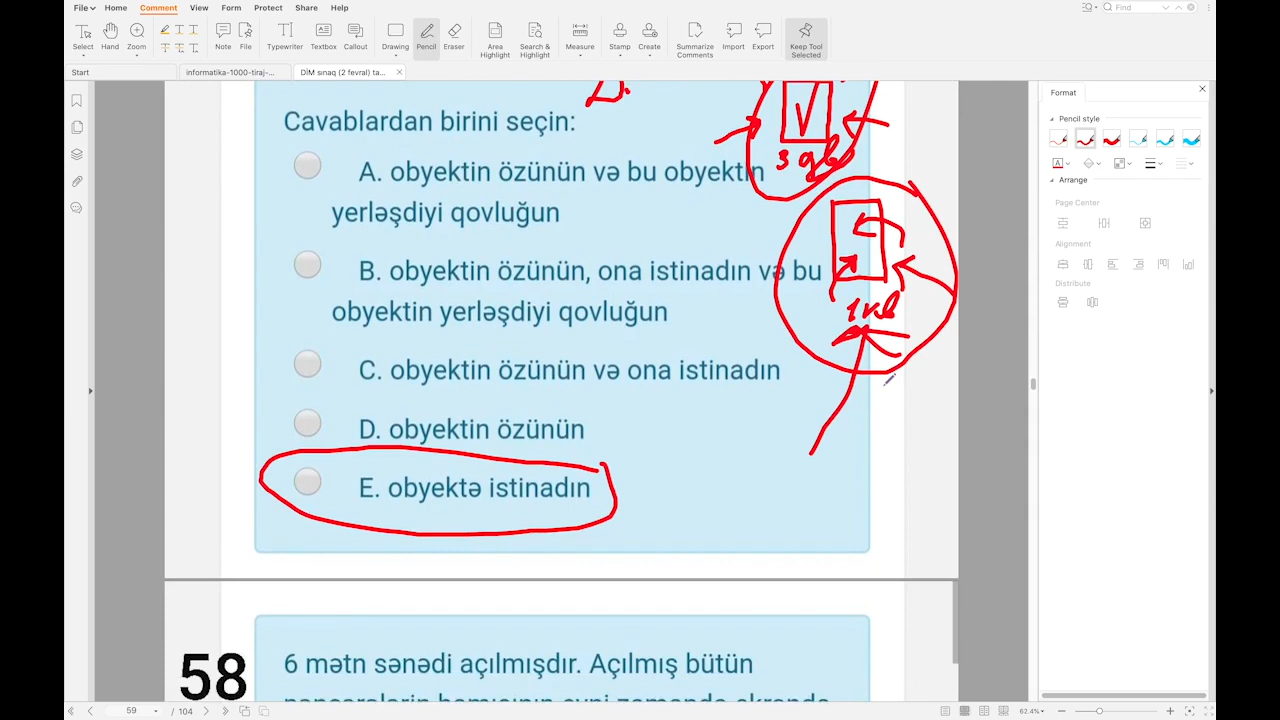 File Home Comment View Form Protect Share Help Find
Select Hand Zoom Note File Typewriter Textbox Callout Drawing Pencil Eraser Area Highlight Search & Highlight Measure Stamp Create Summarize Comments Import Export Keep Tool Selected
Start informatika-1000-tiraj-... DİM sınaq (2 fevral) ta...
Format
Pencil style
Arrange
Page Center
Alignment
Distribute
Cavablardan birini seçin:
A. obyektin özünün və bu obyektin
yerləşdiyi qovluğun
B. obyektin özünün, ona istinadın və bu
obyektin yerləşdiyi qovluğun
C. obyektin özünün və ona istinadın
D. obyektin özünün
E. obyektə istinadın
V
3 gb
1 kb
58
6 mətn sənədi açılmışdır. Açılmış bütün
59 / 104 62.4%